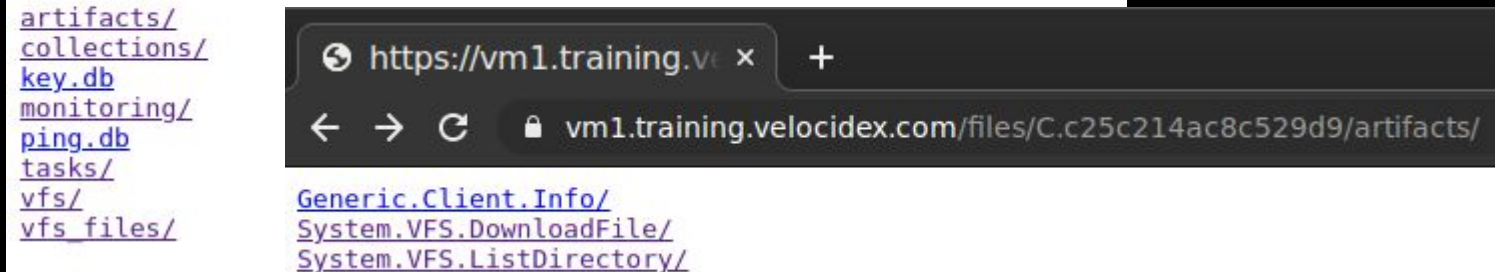 artifacts/
collections/
key.db
monitoring/
ping.db
tasks/
vfs/
vfs_files/
https://vm1.training.ve
vm1.training.velocidex.com/files/C.c25c214ac8c529d9/artifacts/
Generic.Client.Info/
System.VFS.DownloadFile/
System.VFS.ListDirectory/